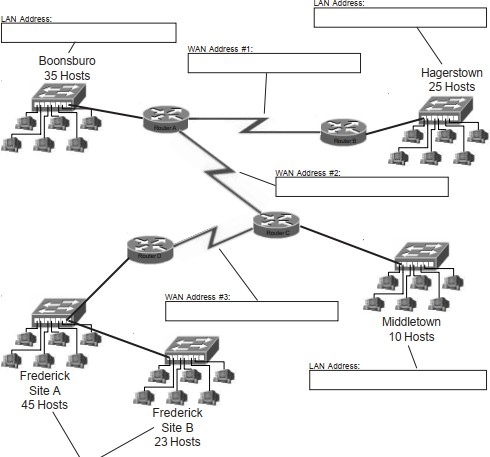 LAN Address:
LAN Address:
Boonsburo
35 Hosts
WAN Address #1:
Hagerstown
25 Hosts
Router A
Router B
WAN Address #2:
Router C
Router D
WAN Address #3:
Middletown
10 Hosts
LAN Address:
Frederick
Site A
45 Hosts
Frederick
Site B
23 Hosts